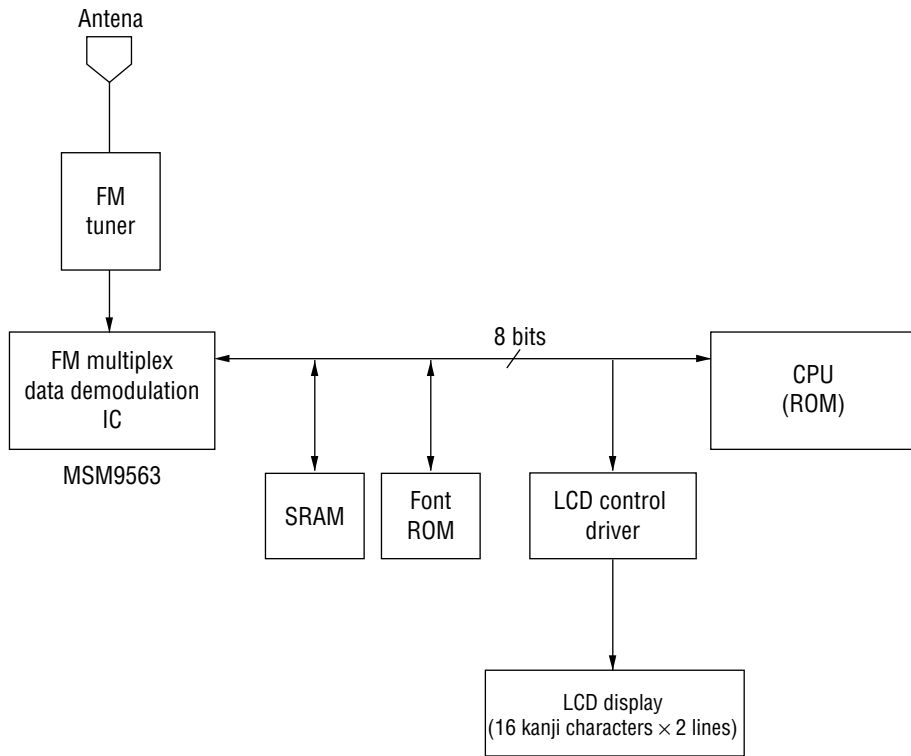 Antena
FM
tuner
FM multiplex
data demodulation
IC
MSM9563
8 bits
CPU
(ROM)
SRAM
Font
ROM
LCD control
driver
LCD display
(16 kanji characters × 2 lines)